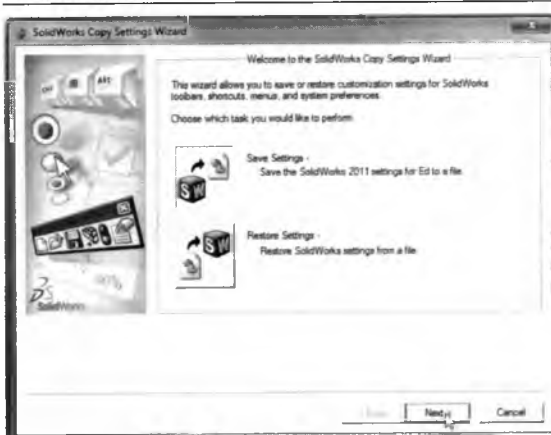 SolidWorks Copy Settings Wizard
Welcome to the SolidWorks Copy Settings Wizard
This wizard allows you to save or restore customization settings for SolidWorks
toolbars, shortcuts, menus, and system preferences.
Choose which task you would like to perform
Save Settings -
Save the SolidWorks 2011 settings for Ed to a file.
SW
Restore Settings -
Restore SolidWorks settings from a file.
SW
SolidWorks
Next
Cancel